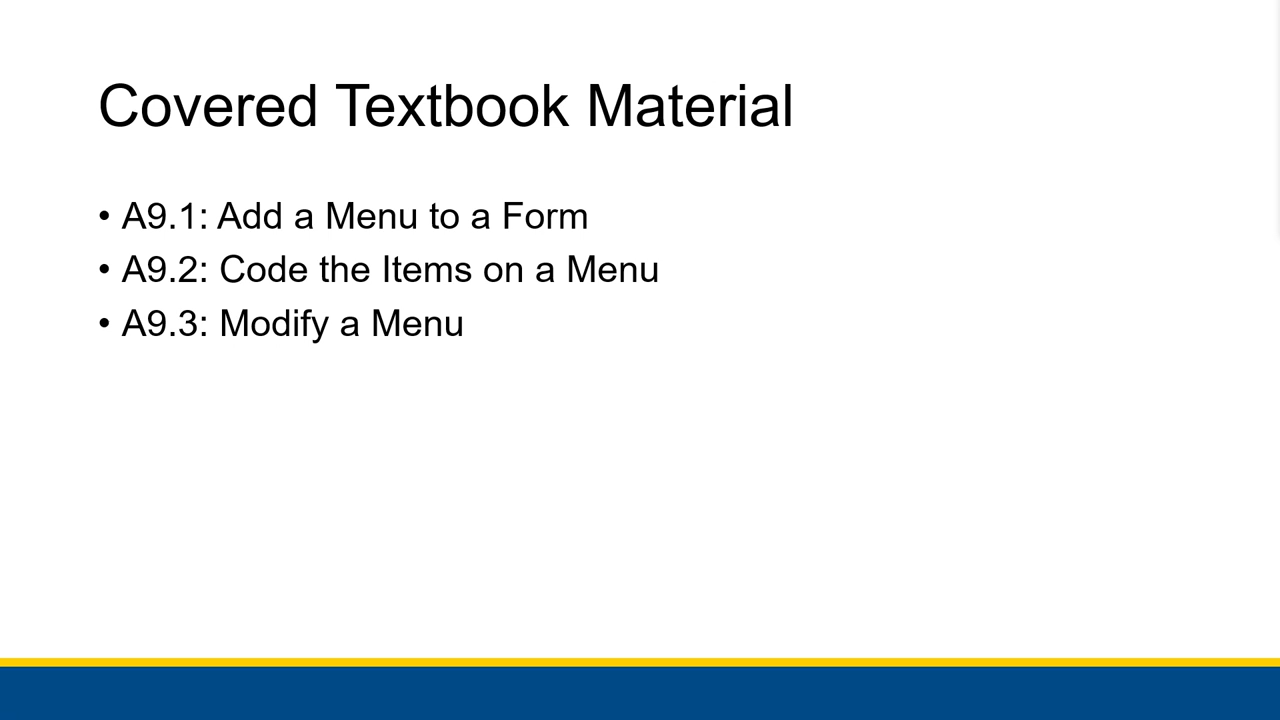 Covered Textbook Material
• A9.1: Add a Menu to a Form
• A9.2: Code the Items on a Menu
• A9.3: Modify a Menu